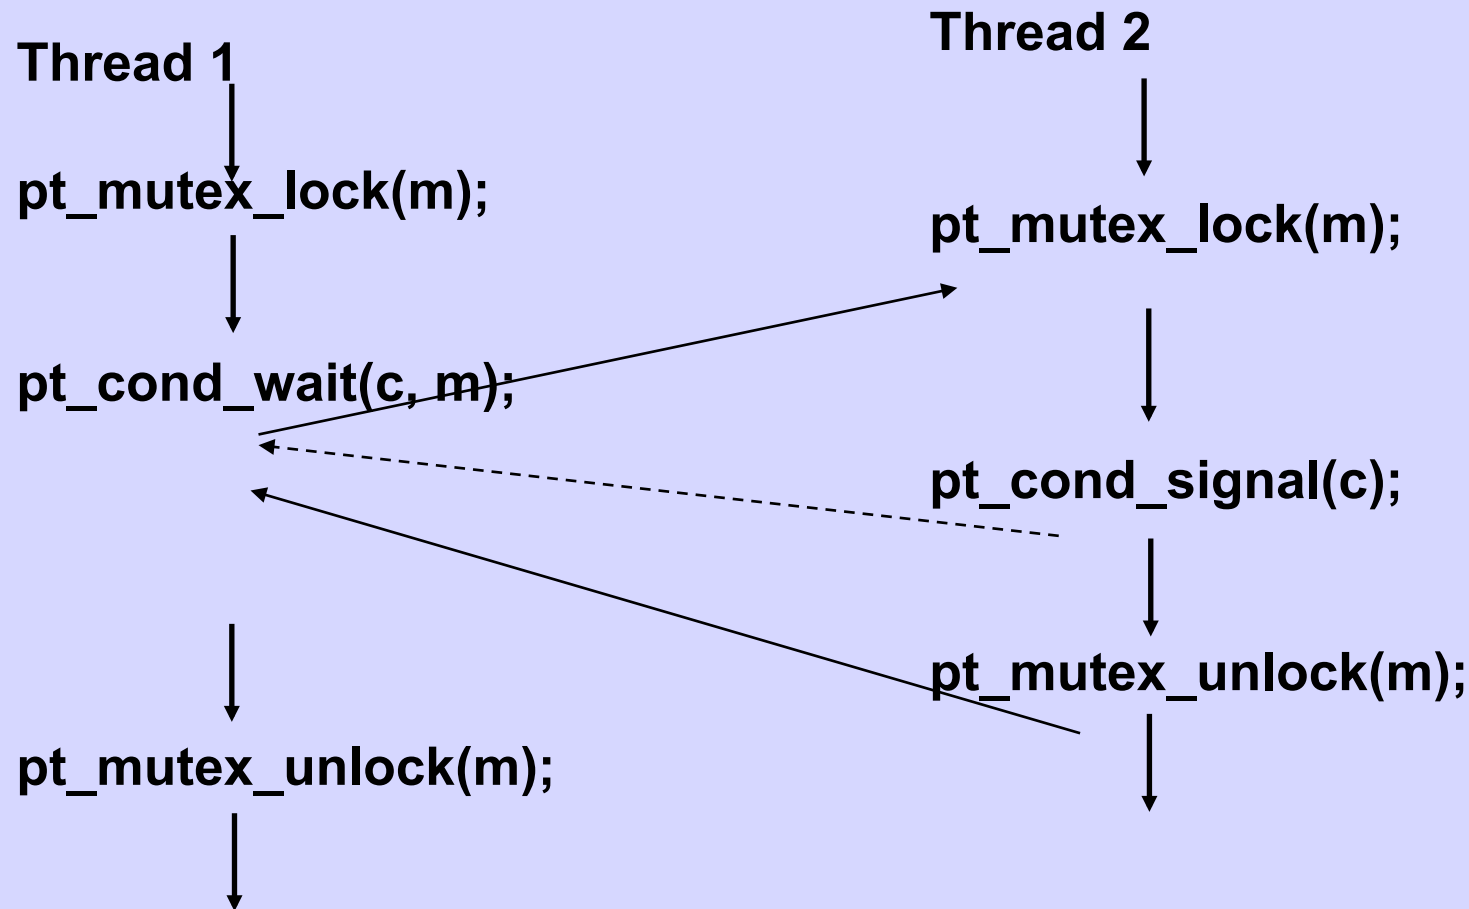 Thread 1
pt_mutex_lock(m);
pt_cond_wait(c, m);
pt_mutex_unlock(m);
Thread 2
pt_mutex_lock(m);
pt_cond_signal(c);
pt_mutex_unlock(m);